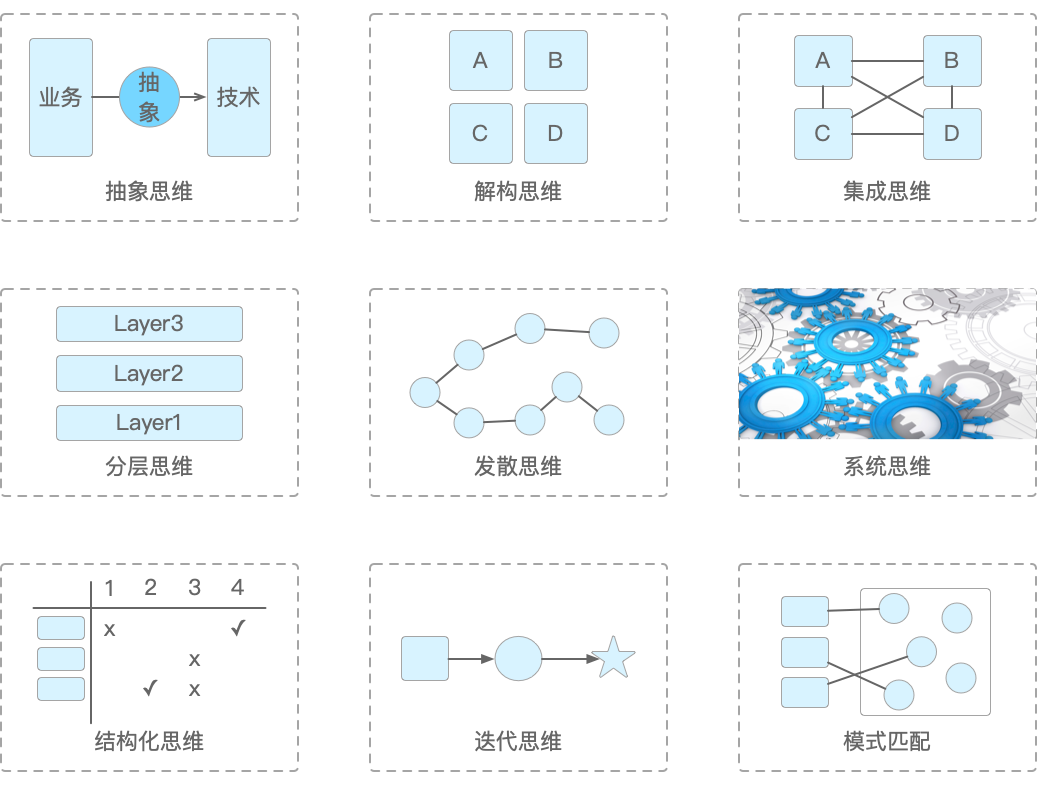 业务
抽
象
技术
抽象思维
A B
C D
解构思维
A B
C D
集成思维
Layer3
Layer2
Layer1
分层思维
发散思维
系统思维
1 2 3 4
x ✓
x
✓ x
结构化思维
迭代思维
模式匹配